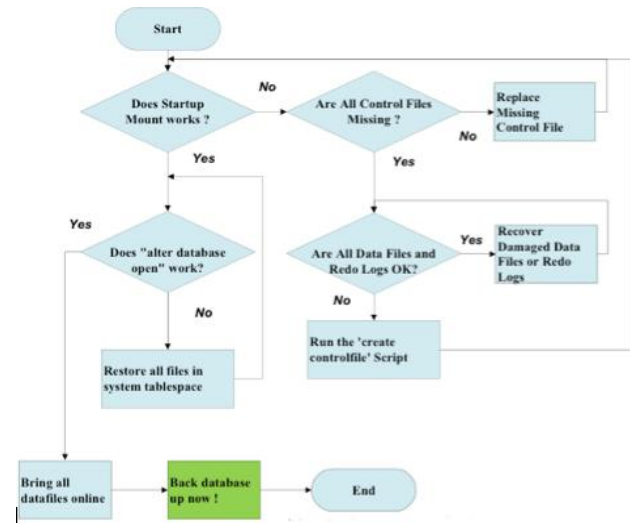 Start
No
Does Startup
Mount works ?
Are All Control Files
Missing ?
Replace
Missing
Control File
No
Yes
Yes
Yes
Does "alter database
open" work?
Are All Data Files and
Redo Logs OK?
Yes
Recover
Damaged Data
Files or Redo
Logs
No
No
Restore all files in
system tablespace
Run the 'create
controlfile' Script
Bring all
datafiles online
Back database
up now !
End